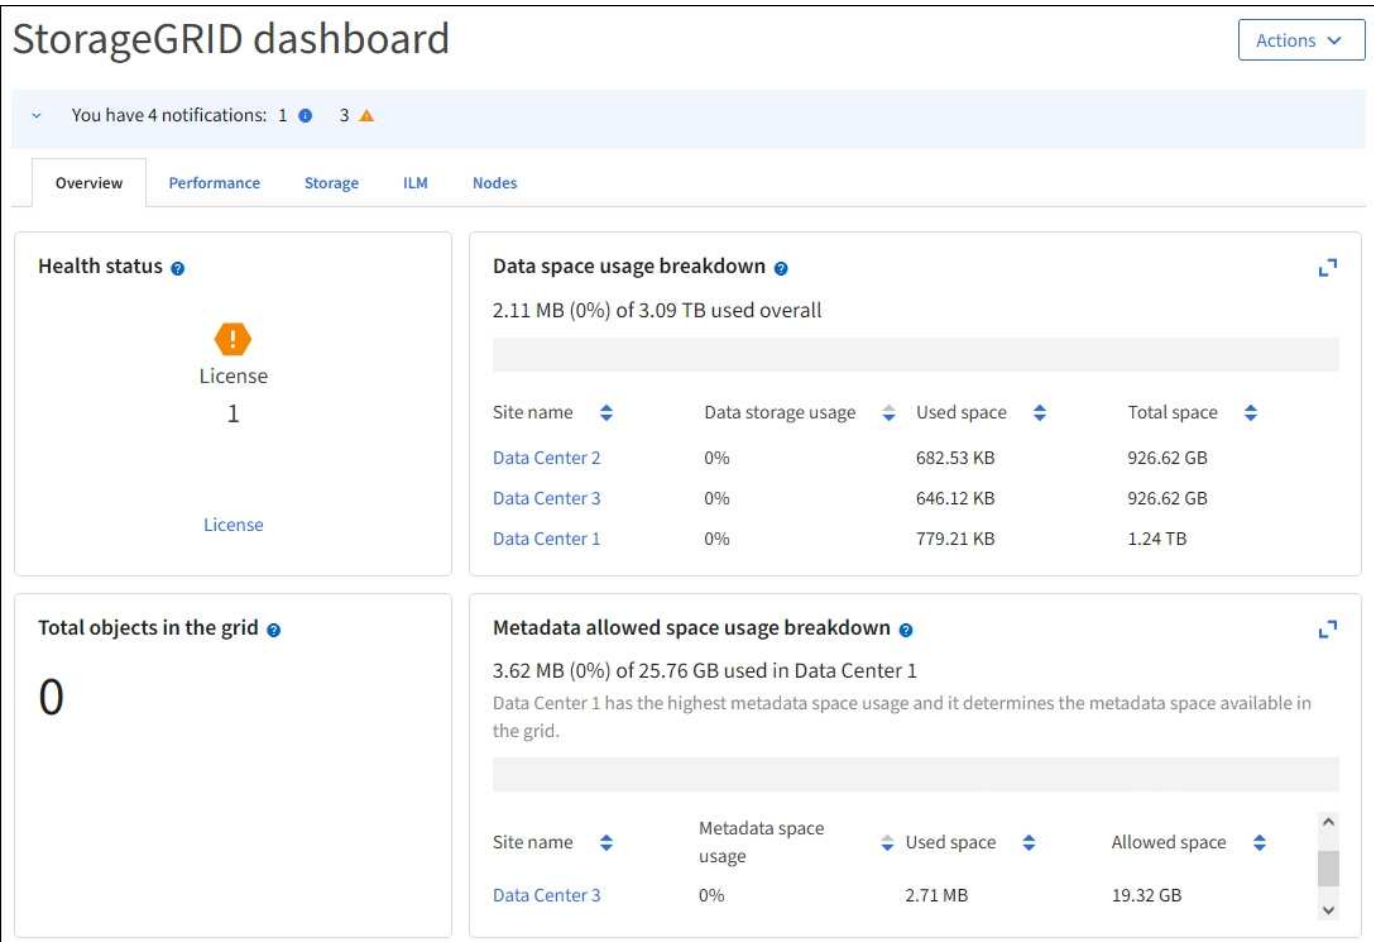 StorageGRID dashboard
Actions
You have 4 notifications: 1 3
Overview Performance Storage ILM Nodes
Health status
License
1
License
Data space usage breakdown
2.11 MB (0%) of 3.09 TB used overall
Site name Data storage usage Used space Total space
Data Center 2 0% 682.53 KB 926.62 GB
Data Center 3 0% 646.12 KB 926.62 GB
Data Center 1 0% 779.21 KB 1.24 TB
Total objects in the grid
0
Metadata allowed space usage breakdown
3.62 MB (0%) of 25.76 GB used in Data Center 1
Data Center 1 has the highest metadata space usage and it determines the metadata space available in
the grid.
Site name Metadata space usage Used space Allowed space
Data Center 3 0% 2.71 MB 19.32 GB